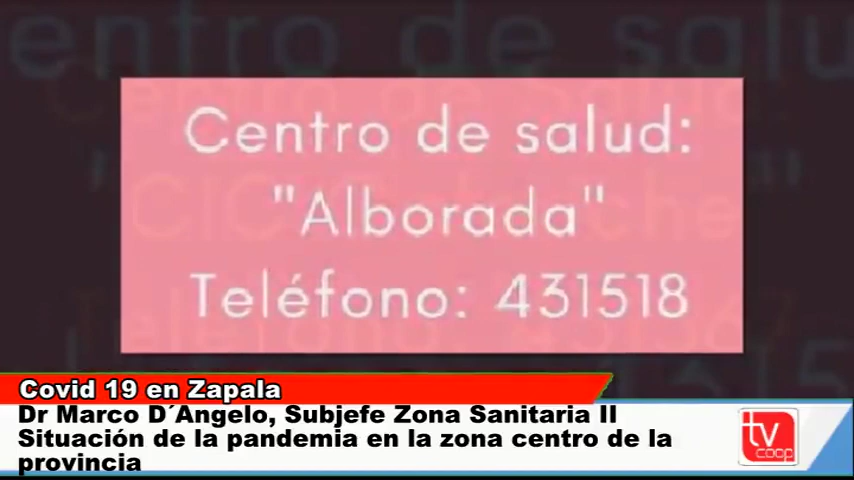 Centro de salud:
"Alborada"
Teléfono: 431518
Covid 19 en Zapala
Dr Marco D´Angelo, Subjefe Zona Sanitaria II
Situación de la pandemia en la zona centro de la
provincia
tv
coop